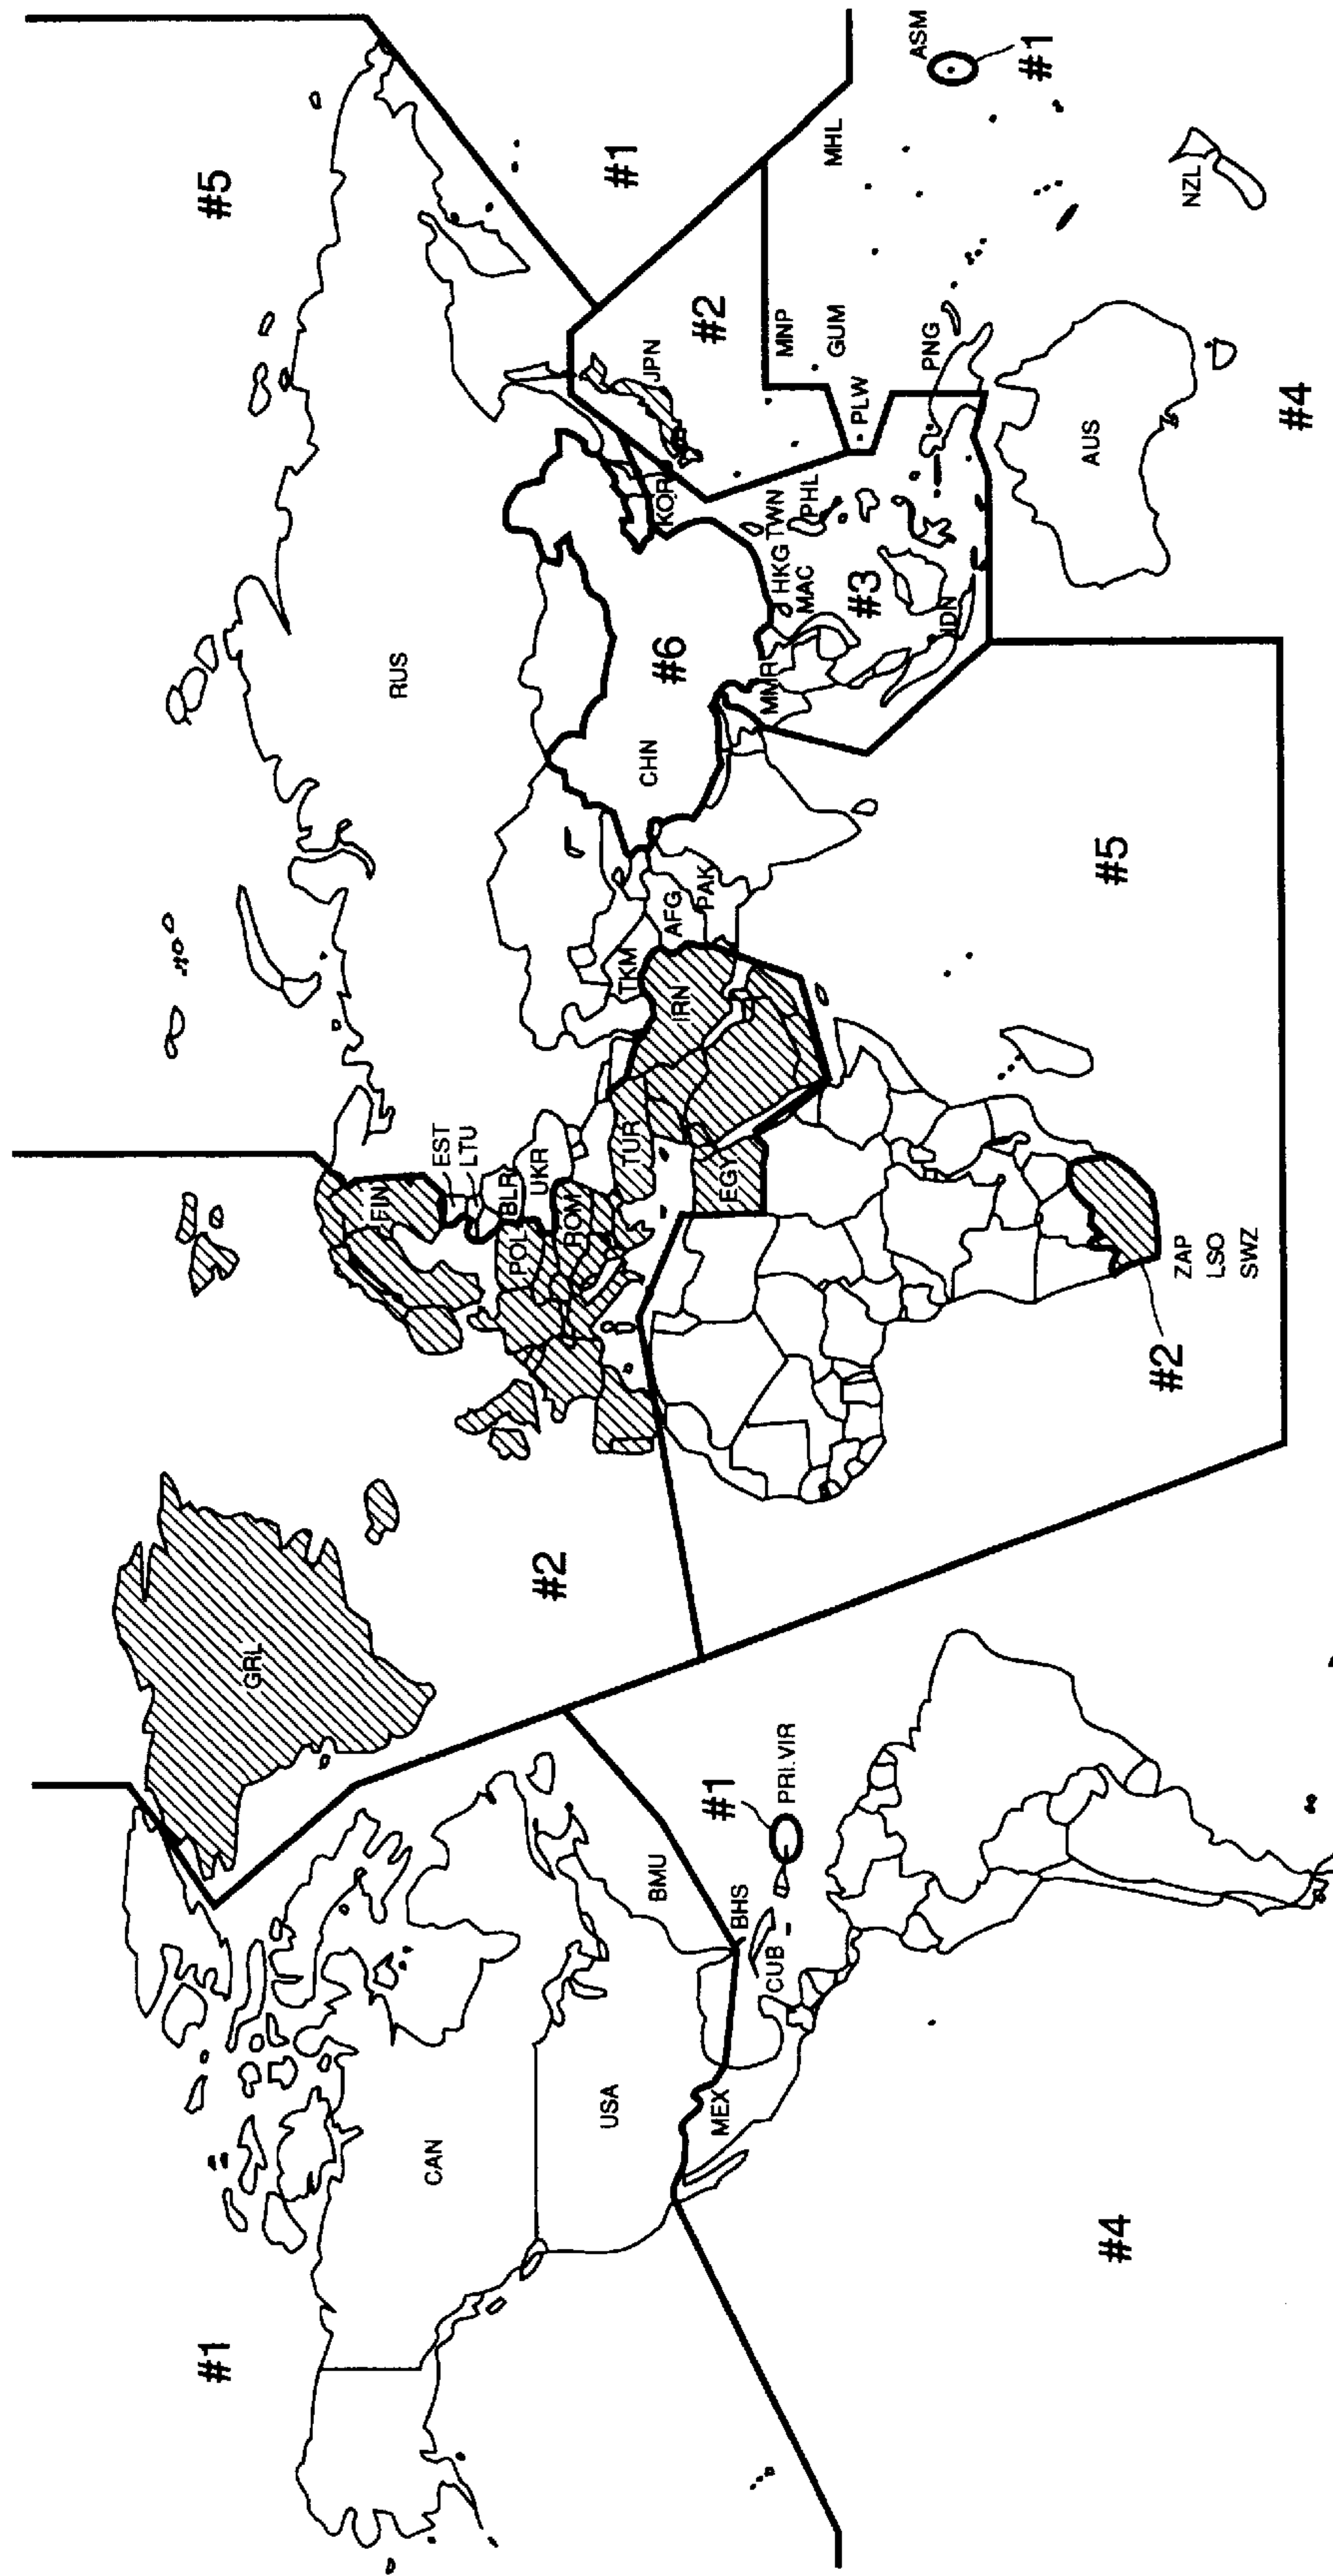 #1
CAN
USA
MEX
#4
BMU
BHS
CUB
#1
PRI.VIR
GRL
#2
FIN
EST
LTU
BLR
UKR
POL
ROM
TUR
EGY
IRN
TKM
AFG
PAK
#2
ZAP
LSO
SWZ
#5
RUS
#5
CHN
#6
MMR
HKG
MAC
TWN
PHL
#3
IDN
KOR
JPN
#2
#1
MNP
GUM
PLW
PNG
MHL
ASM
#1
AUS
NZL
#4